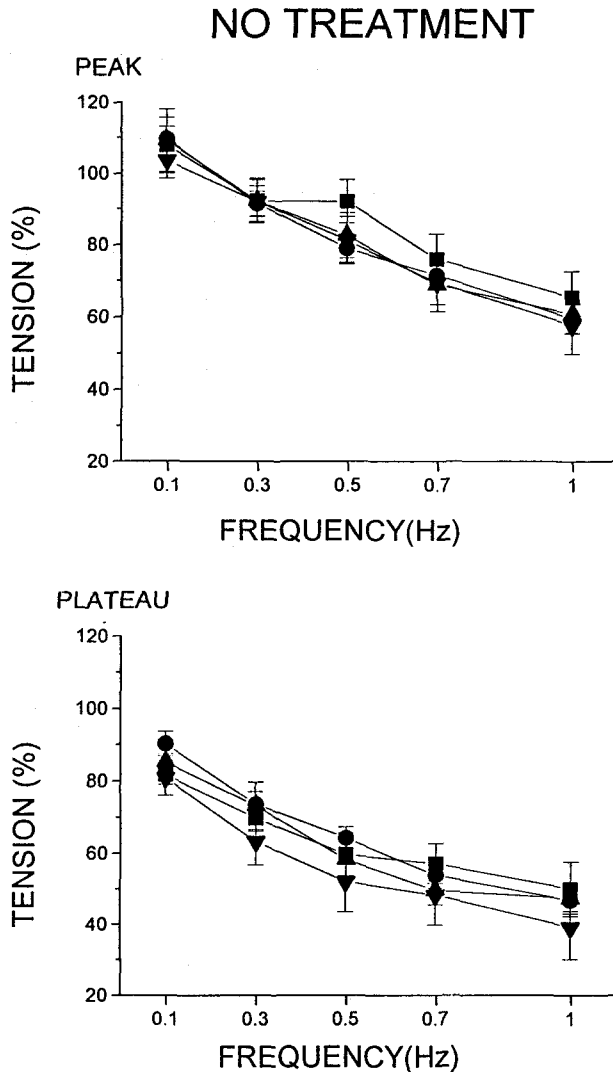 NO TREATMENT
PEAK
120
100
80
60
40
20
TENSION (%)
0.1 0.3 0.5 0.7 1
FREQUENCY(Hz)
PLATEAU
120
100
80
60
40
20
TENSION (%)
0.1 0.3 0.5 0.7 1
FREQUENCY(Hz)